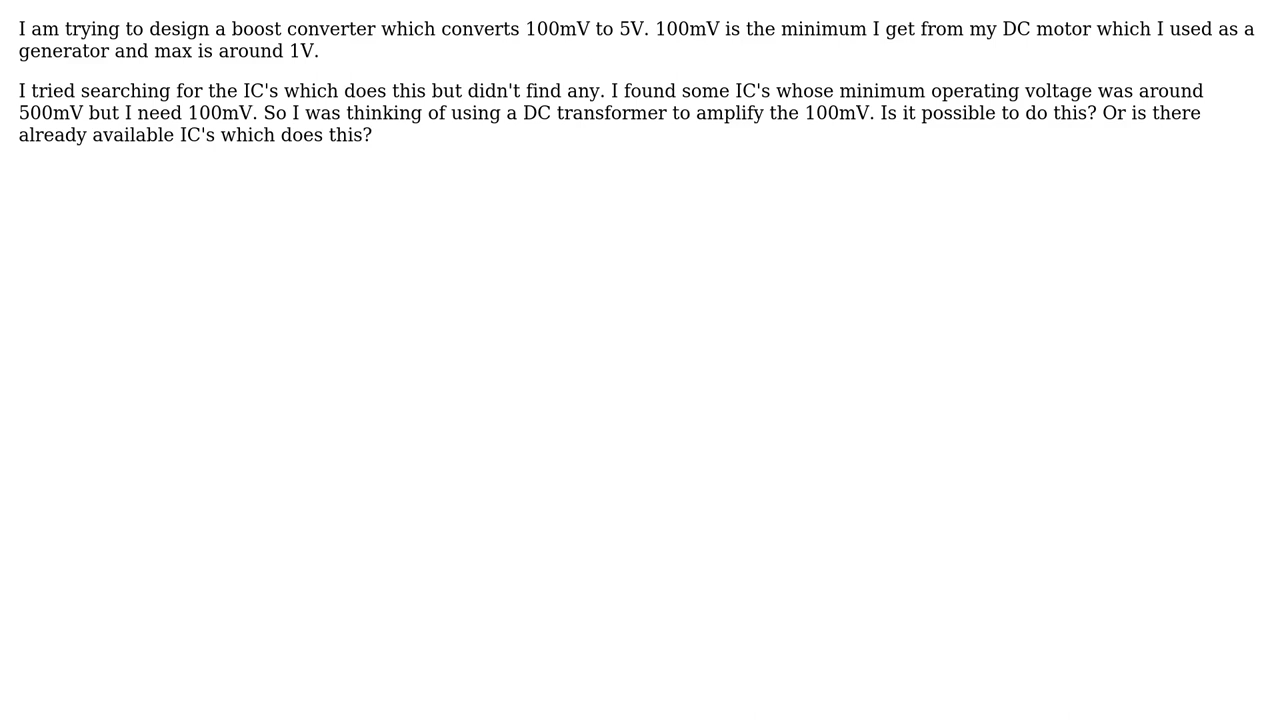 I am trying to design a boost converter which converts 100mV to 5V. 100mV is the minimum I get from my DC motor which I used as a
generator and max is around 1V.
I tried searching for the IC's which does this but didn't find any. I found some IC's whose minimum operating voltage was around
500mV but I need 100mV. So I was thinking of using a DC transformer to amplify the 100mV. Is it possible to do this? Or is there
already available IC's which does this?